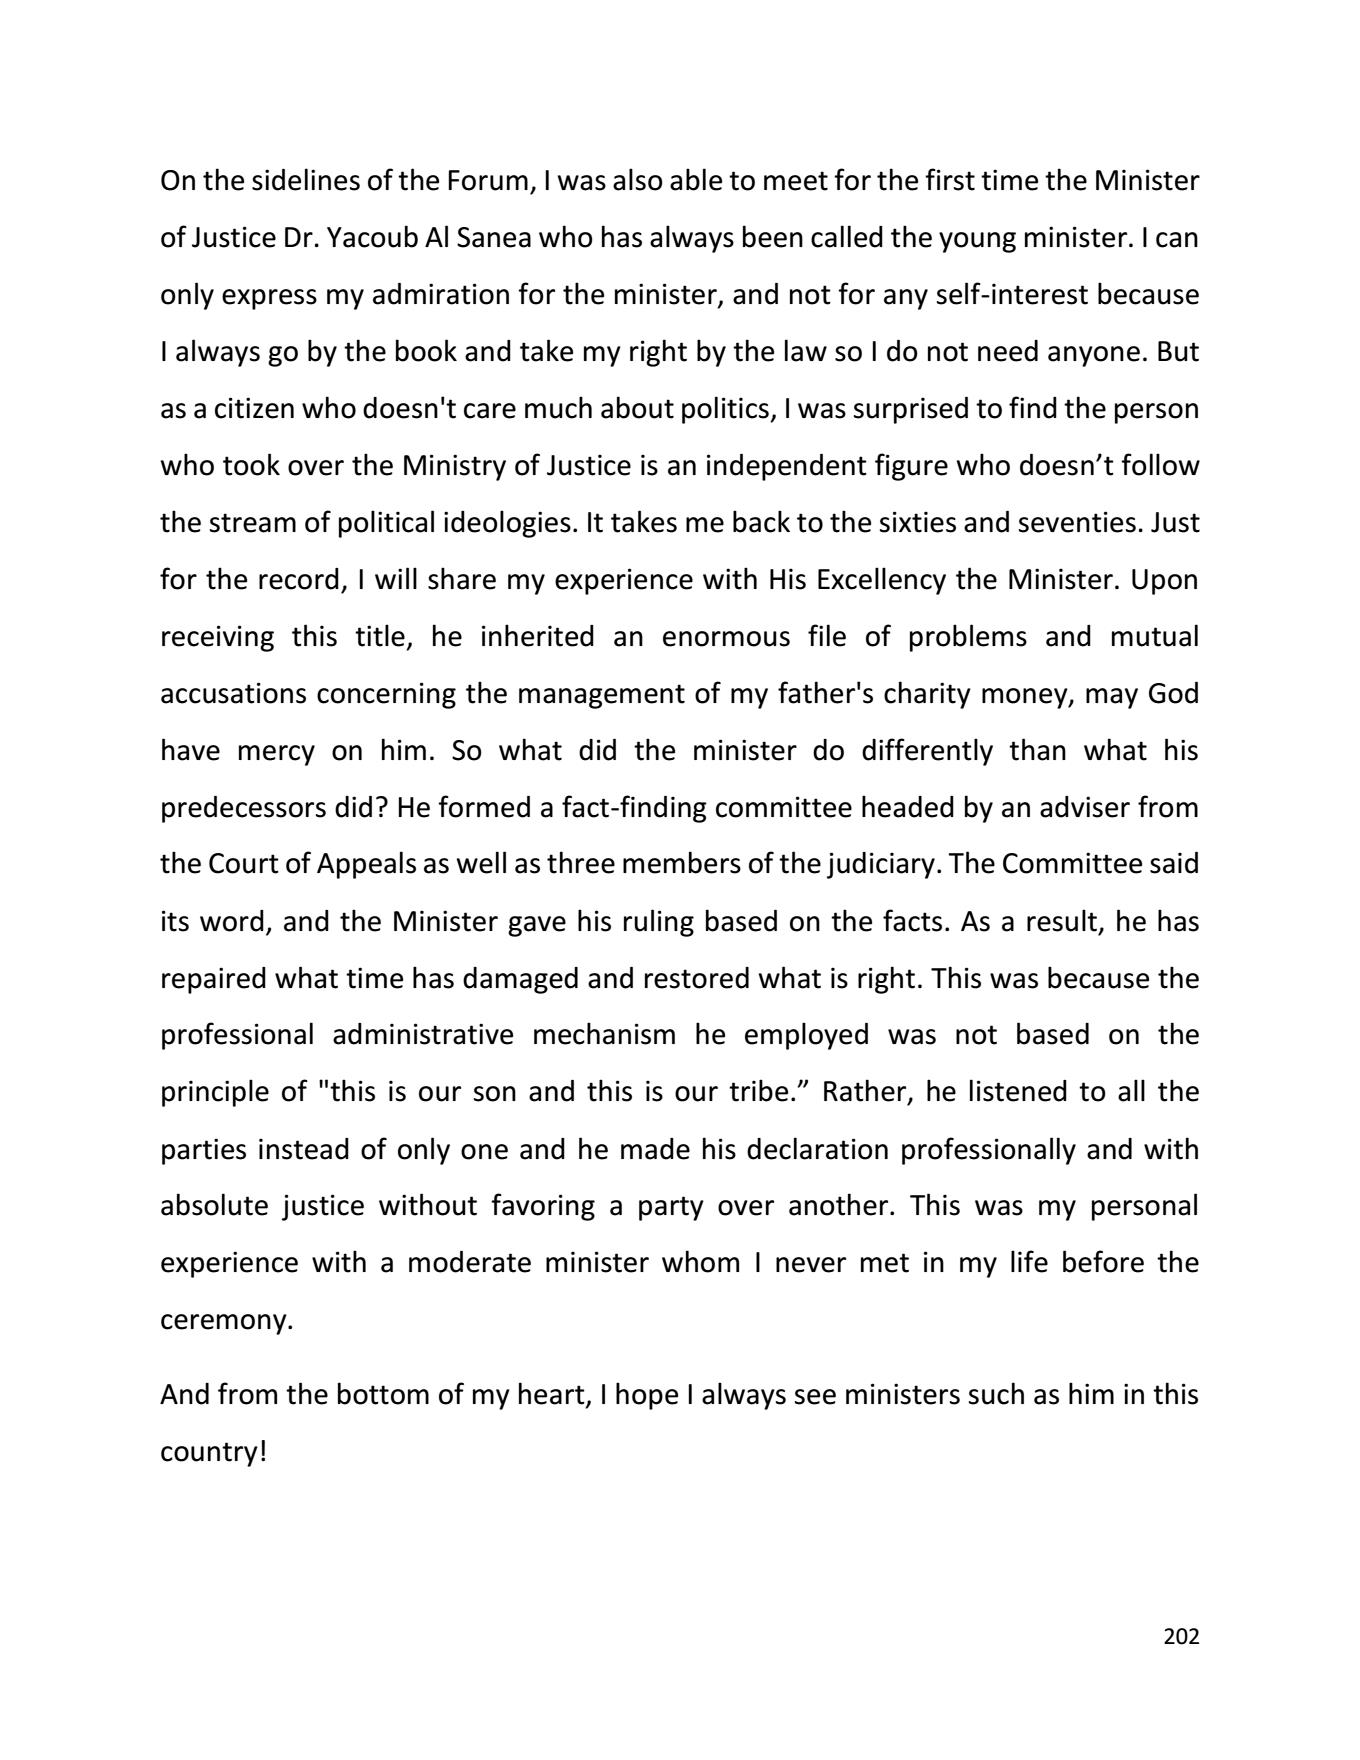 On the sidelines of the Forum, I was also able to meet for the first time the Minister
of Justice Dr. Yacoub Al Sanea who has always been called the young minister. I can
only express my admiration for the minister, and not for any self-interest because
I always go by the book and take my right by the law so I do not need anyone. But
as a citizen who doesn't care much about politics, I was surprised to find the person
who took over the Ministry of Justice is an independent figure who doesn’t follow
the stream of political ideologies. It takes me back to the sixties and seventies. Just
for the record, I will share my experience with His Excellency the Minister. Upon
receiving this title, he inherited an enormous file of problems and mutual
accusations concerning the management of my father's charity money, may God
have mercy on him. So what did the minister do differently than what his
predecessors did? He formed a fact-finding committee headed by an adviser from
the Court of Appeals as well as three members of the judiciary. The Committee said
its word, and the Minister gave his ruling based on the facts. As a result, he has
repaired what time has damaged and restored what is right. This was because the
professional administrative mechanism he employed was not based on the
principle of "this is our son and this is our tribe.” Rather, he listened to all the
parties instead of only one and he made his declaration professionally and with
absolute justice without favoring a party over another. This was my personal
experience with a moderate minister whom I never met in my life before the
ceremony.
And from the bottom of my heart, I hope I always see ministers such as him in this
country!
202